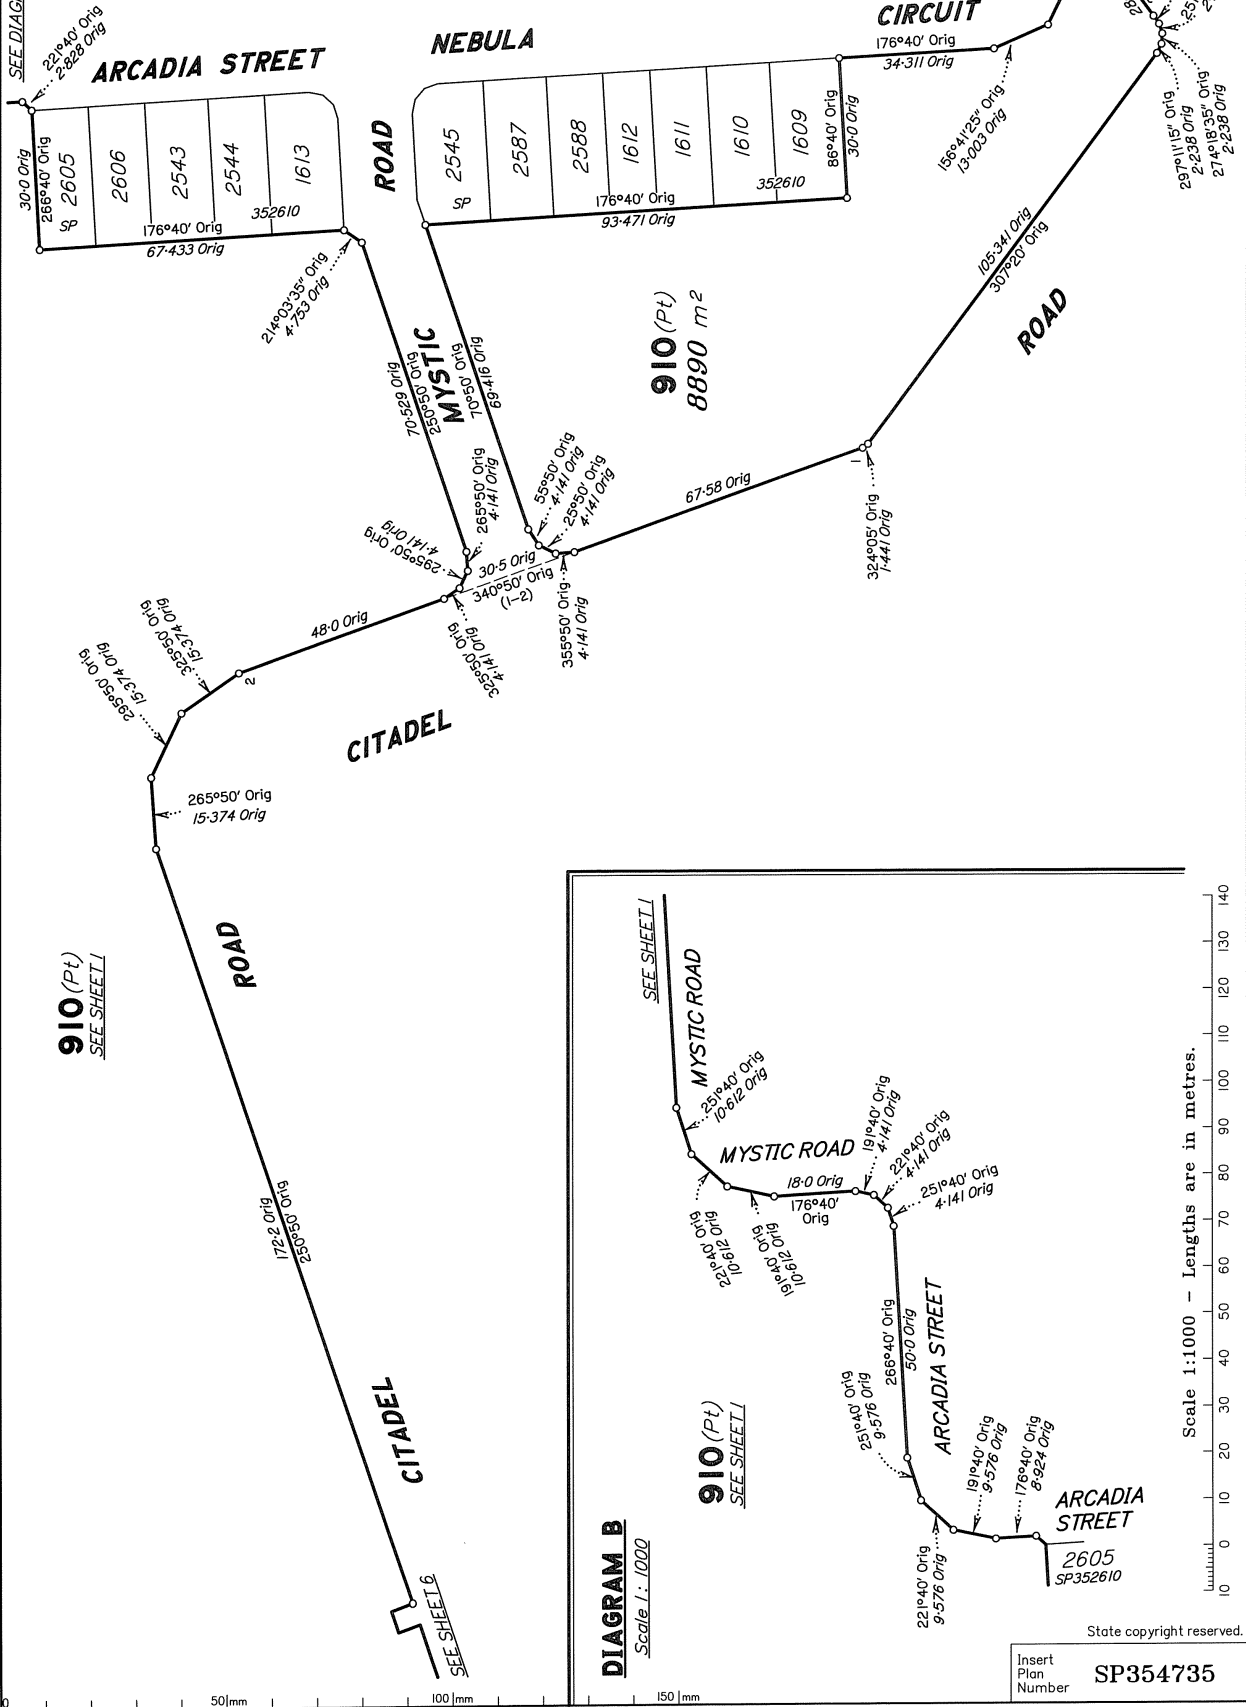 SEE DIAG
221°40' Orig
2·828 Orig
ARCADIA STREET
NEBULA
CIRCUIT
176°40' Orig
34·311 Orig
30·0 Orig
266°40' Orig
SP 2605
2606
2543
2544
1613
352610
176°40' Orig
67·433 Orig
ROAD
2545
SP
2587
2588
1612
1611
1610
1609
352610
176°40' Orig
93·471 Orig
86°40' Orig
30·0 Orig
156°41'25" Orig
13·003 Orig
297°11'15" Orig
2·238 Orig
274°18'35" Orig
2·238 Orig
214°03'35" Orig
4·753 Orig
105·341 Orig
307°20' Orig
ROAD
910 (Pt)
8890 m²
70·529 Orig
250°50' Orig
MYSTIC
70°50' Orig
69·416 Orig
265°50' Orig
4·141 Orig
55°50' Orig
4·141 Orig
25°50' Orig
4·141 Orig
67·58 Orig
1
324°05' Orig
1·441 Orig
295°50' Orig
4·141 Orig
30·5 Orig
340°50' Orig
(1-2)
355°50' Orig
4·141 Orig
325°50' Orig
4·141 Orig
48·0 Orig
2
325°50' Orig
15·374 Orig
295°50' Orig
15·374 Orig
CITADEL
265°50' Orig
15·374 Orig
ROAD
910 (Pt)
SEE SHEET 1
172·2 Orig
250°50' Orig
CITADEL
SEE SHEET 6
SEE SHEET 1
MYSTIC ROAD
251°40' Orig
10·612 Orig
MYSTIC ROAD
221°40' Orig
10·612 Orig
191°40' Orig
10·612 Orig
18·0 Orig
176°40'
Orig
191°40' Orig
4·141 Orig
221°40' Orig
4·141 Orig
251°40' Orig
4·141 Orig
266°40' Orig
50·0 Orig
ARCADIA STREET
251°40' Orig
9·576 Orig
910 (Pt)
SEE SHEET 1
191°40' Orig
9·576 Orig
176°40' Orig
8·924 Orig
221°40' Orig
9·576 Orig
ARCADIA
STREET
2605
SP352610
DIAGRAM B
Scale 1 : 1000
Scale 1:1000 – Lengths are in metres.
10 0 10 20 30 40 50 60 70 80 90 100 110 120 130 140
State copyright reserved.
Insert
Plan
Number
SP354735
0 50 mm 100 mm 150 mm